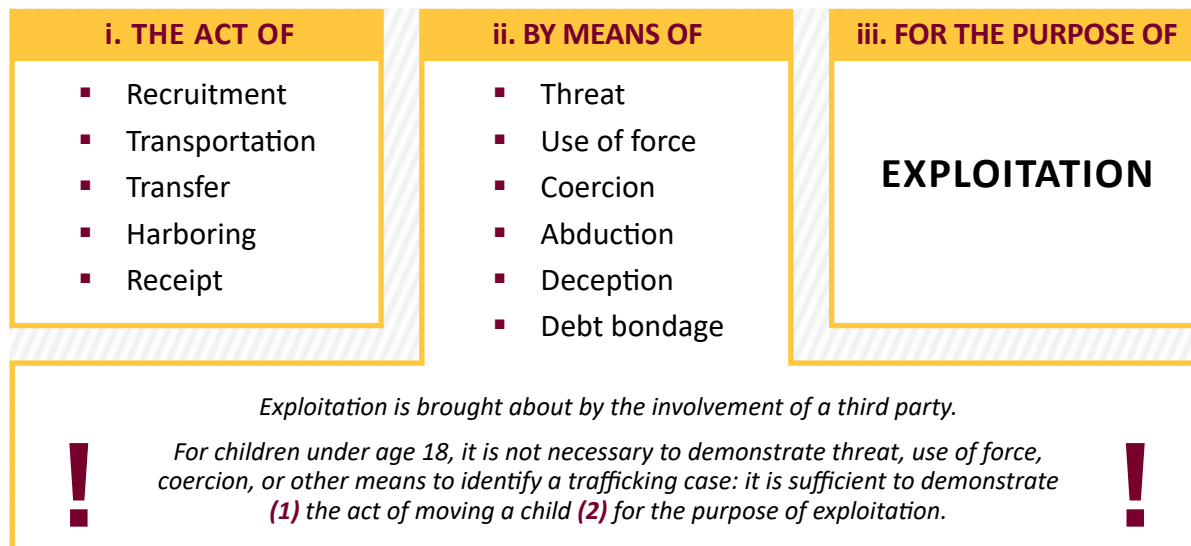 i. THE ACT OF
▪ Recruitment
▪ Transportation
▪ Transfer
▪ Harboring
▪ Receipt
ii. BY MEANS OF
▪ Threat
▪ Use of force
▪ Coercion
▪ Abduction
▪ Deception
▪ Debt bondage
iii. FOR THE PURPOSE OF
EXPLOITATION
Exploitation is brought about by the involvement of a third party.
! For children under age 18, it is not necessary to demonstrate threat, use of force, !
coercion, or other means to identify a trafficking case: it is sufficient to demonstrate
(1) the act of moving a child (2) for the purpose of exploitation.